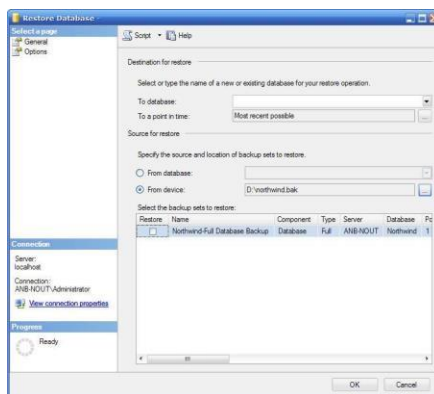 Restore Database -
Select a page
General
Options
Script
Help
Destination for restore
Select or type the name of a new or existing database for your restore operation.
To database:
To a point in time:
Most recent possible
...
Source for restore
Specify the source and location of backup sets to restore.
From database:
From device:
D:\northwind.bak
...
Select the backup sets to restore:
Restore Name Component Type Server Database Po
Northwind-Full Database Backup Database Full ANB-NOUT Northwind 1
Connection
Server:
localhost
Connection:
ANB-NOUT\Administrator
View connection properties
Progress
Ready
OK
Cancel